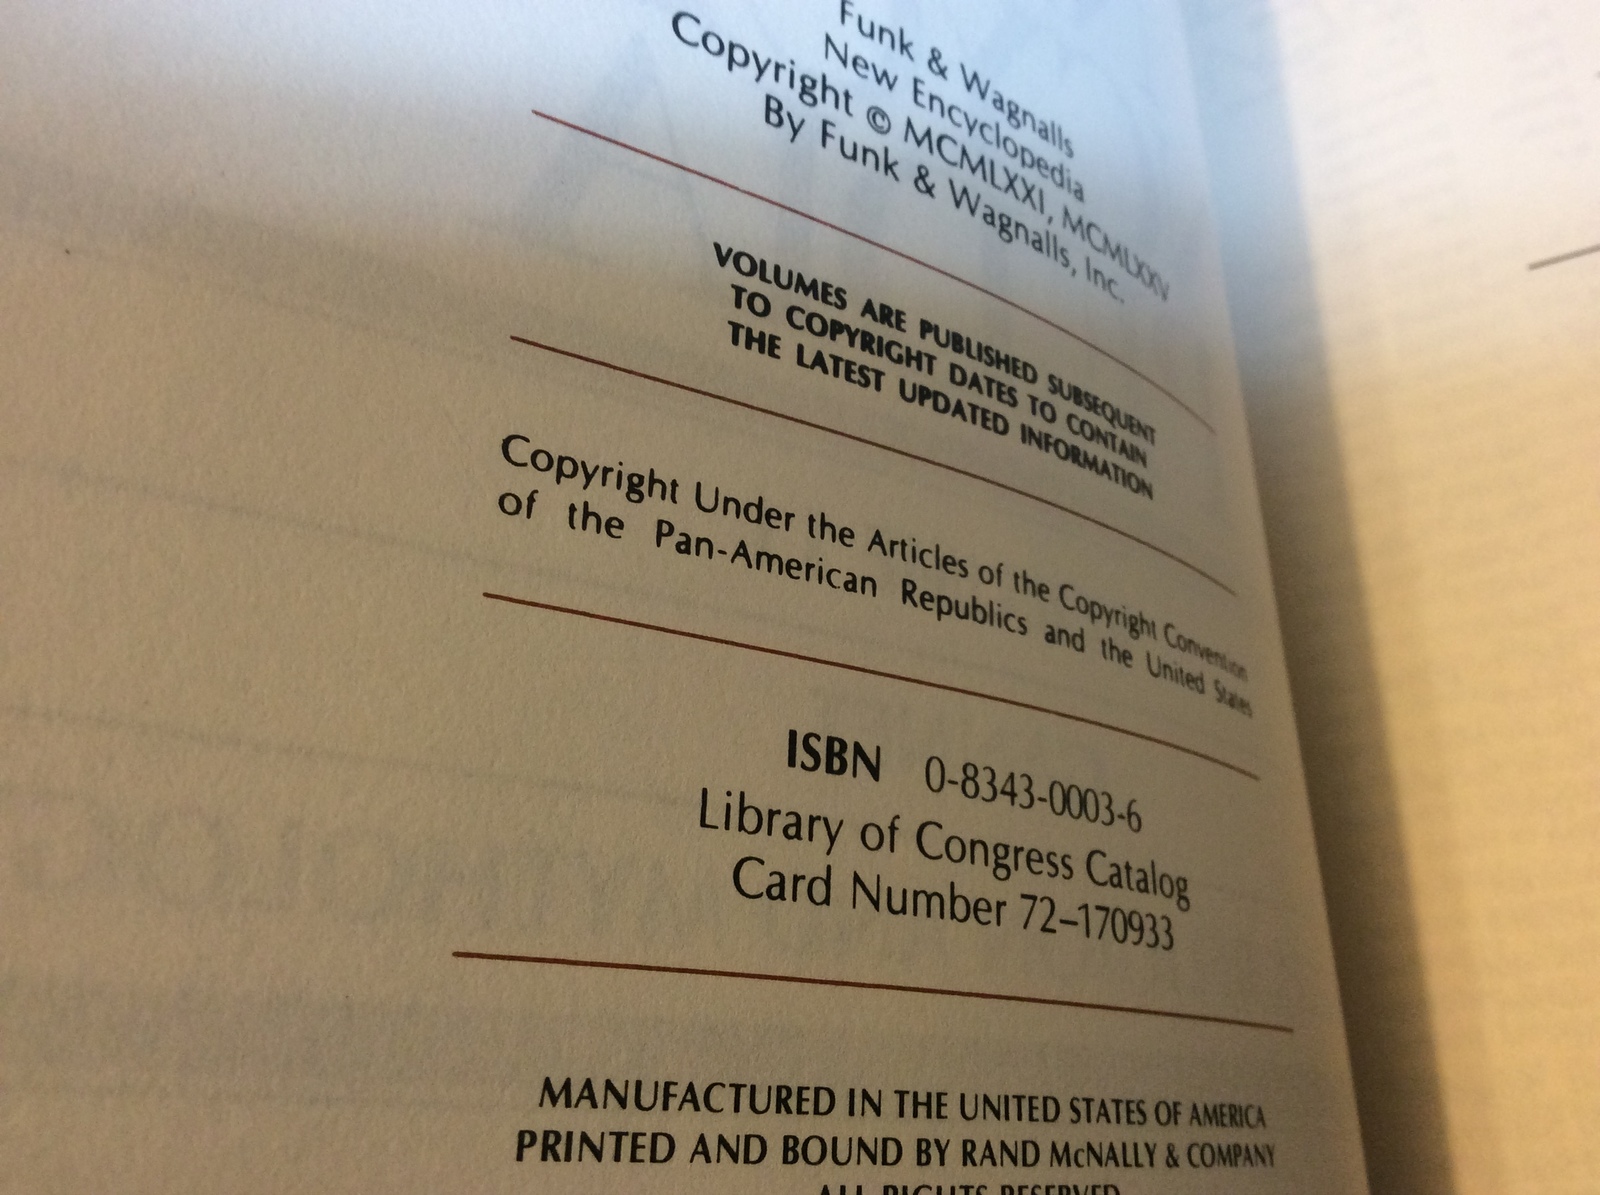 Funk & Wagnalls
New Encyclopedia
Copyright © MCMLXXI, MCMLXXV
By Funk & Wagnalls, Inc.
VOLUMES ARE PUBLISHED SUBSEQUENT
TO COPYRIGHT DATES TO CONTAIN
THE LATEST UPDATED INFORMATION
Copyright Under the Articles of the Copyright Convention
of the Pan-American Republics and the United States
ISBN 0-8343-0003-6
Library of Congress Catalog
Card Number 72–170933
MANUFACTURED IN THE UNITED STATES OF AMERICA
PRINTED AND BOUND BY RAND McNALLY & COMPANY
ALL RIGHTS RESERVED